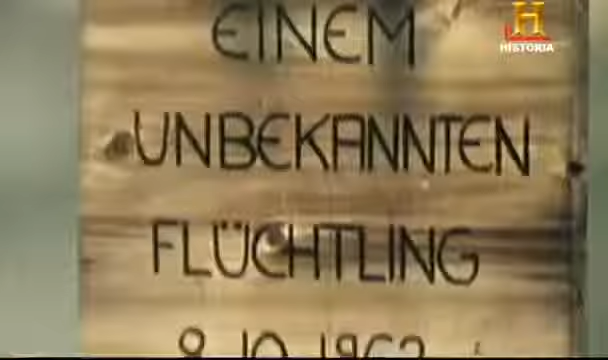 H
HISTORIA
EINEM
UNBEKANNTEN
FLÜCHTLING
8.10.1962